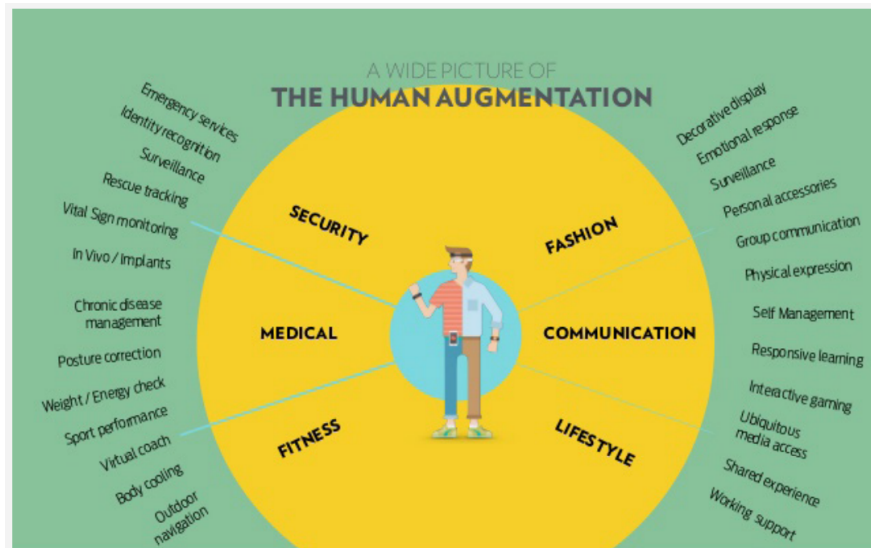 A WIDE PICTURE OF
THE HUMAN AUGMENTATION
Emergency services
Identity recognition
Surveillance
Rescue tracking
Vital Sign monitoring
In Vivo / Implants
Chronic disease
management
Posture correction
Weight / Energy check
Sport performance
Virtual coach
Body cooling
Outdoor
navigation
SECURITY
MEDICAL
FITNESS
FASHION
COMMUNICATION
LIFESTYLE
Decorative display
Emotional response
Surveillance
Personal accessories
Group communication
Physical expression
Self Management
Responsive learning
Interactive gaming
Ubiquitous
media access
Shared experience
Working support